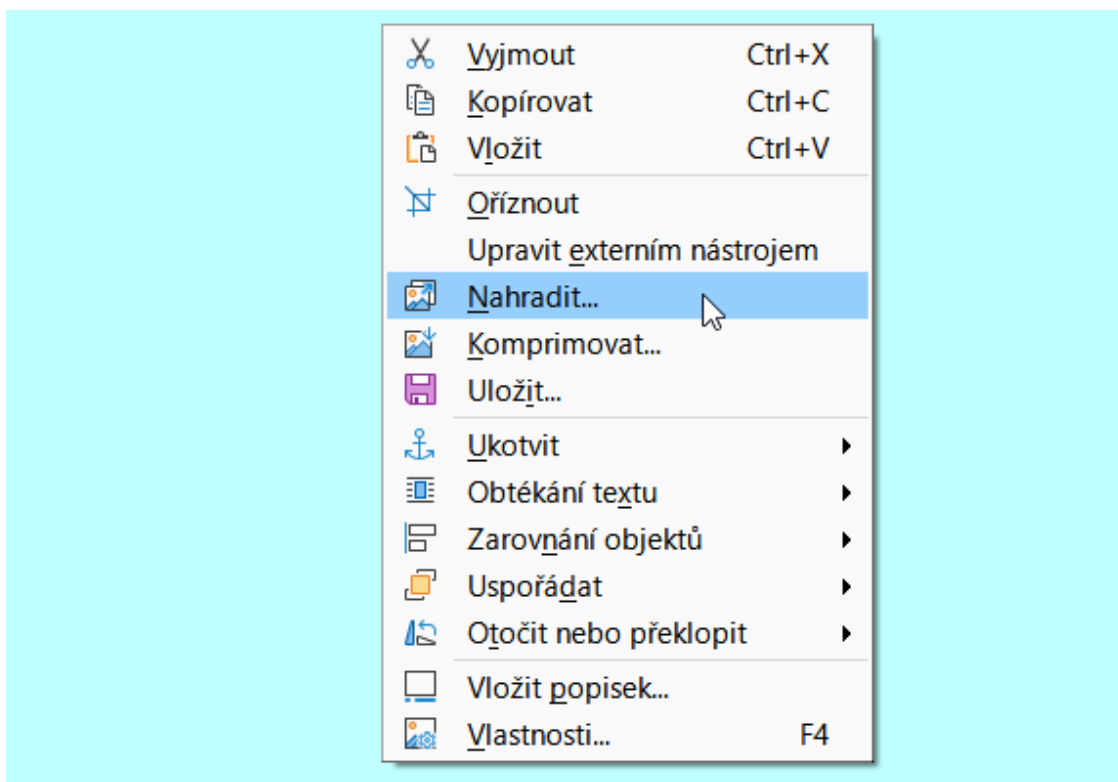 Vyjmout Ctrl+X
Kopírovat Ctrl+C
Vložit Ctrl+V
Oříznout
Upravit externím nástrojem
Nahradit...
Komprimovat...
Uložit...
Ukotvit
Obtékání textu
Zarovnání objektů
Uspořádat
Otočit nebo překlopit
Vložit popisek...
Vlastnosti... F4